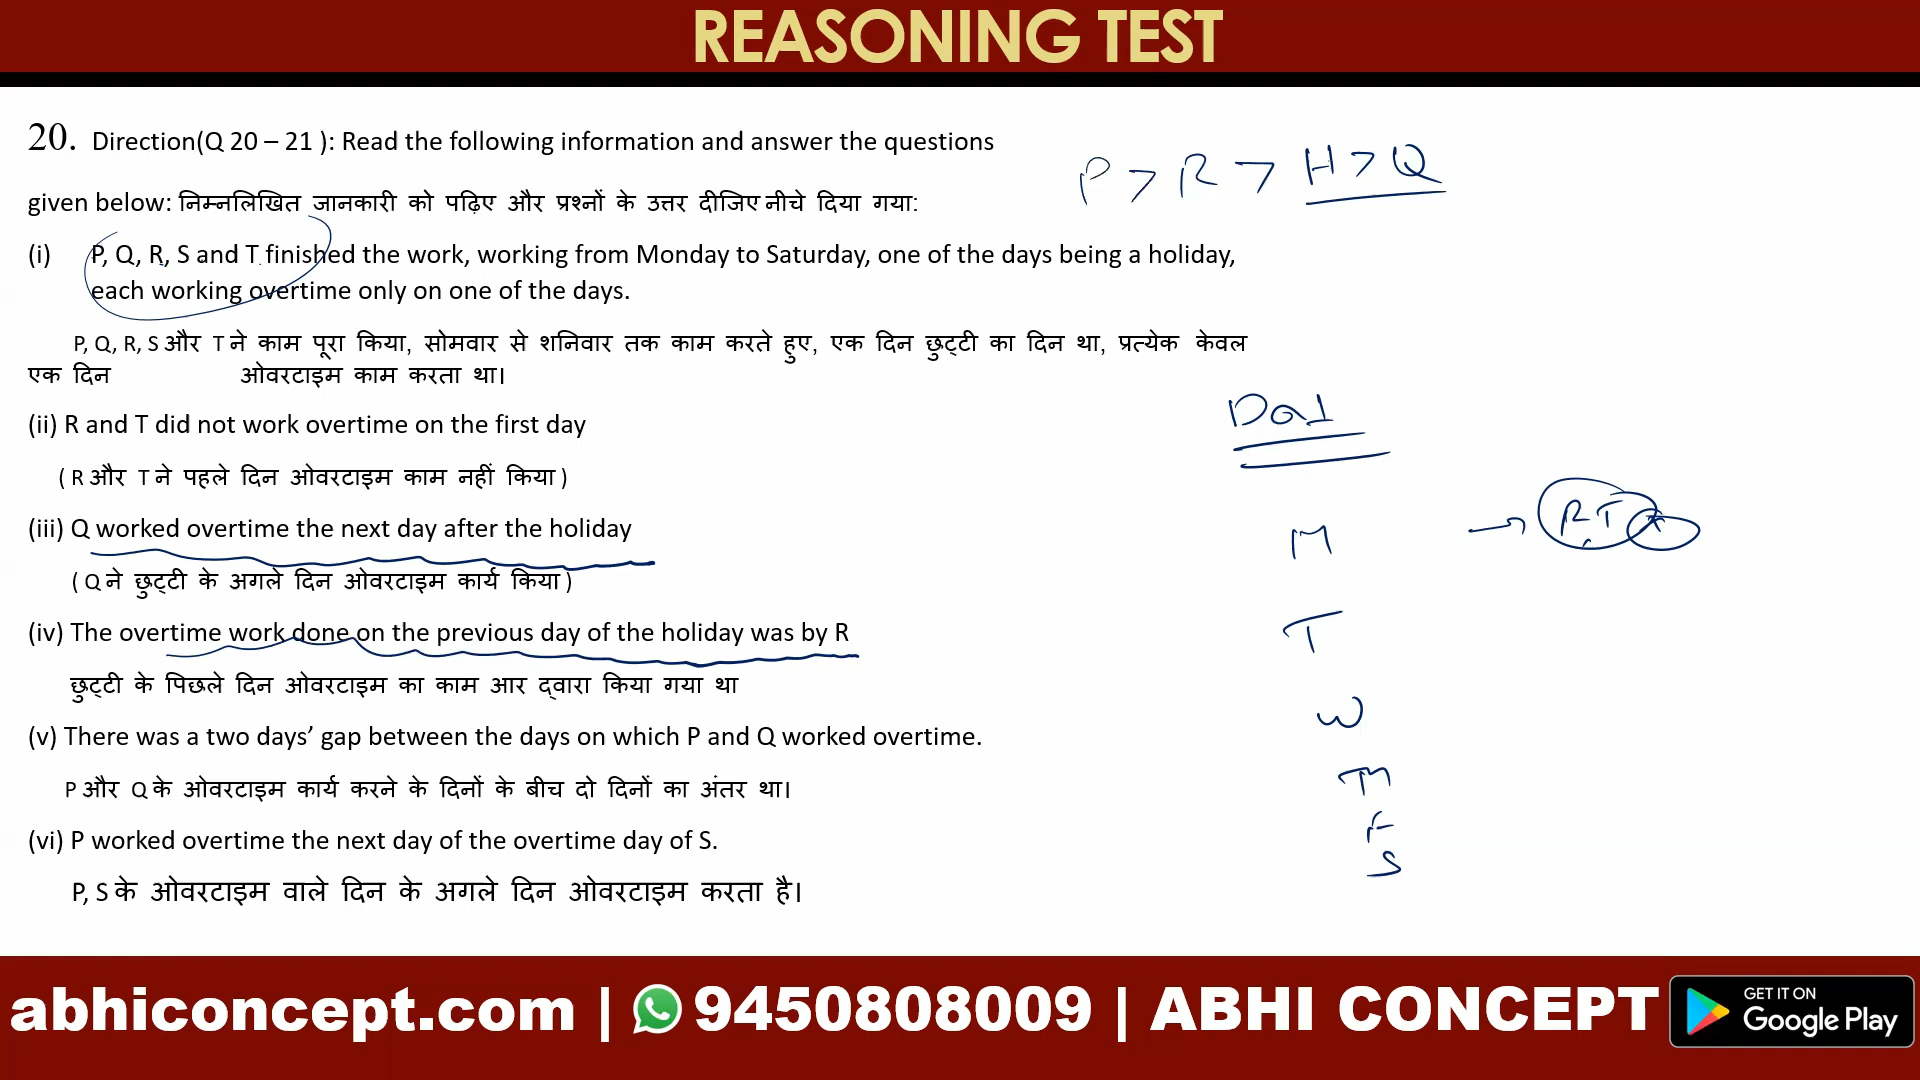 REASONING TEST
20. Direction(Q 20 – 21 ): Read the following information and answer the questions
given below: निम्नलिखित जानकारी को पढ़िए और प्रश्नों के उत्तर दीजिए नीचे दिया गया:
P > R > H > Q
(i) P, Q, R, S and T finished the work, working from Monday to Saturday, one of the days being a holiday,
each working overtime only on one of the days.
P, Q, R, S और T ने काम पूरा किया, सोमवार से शनिवार तक काम करते हुए, एक दिन छुट्टी का दिन था, प्रत्येक केवल
एक दिन ओवरटाइम काम करता था।
(ii) R and T did not work overtime on the first day
( R और T ने पहले दिन ओवरटाइम काम नहीं किया )
(iii) Q worked overtime the next day after the holiday
( Q ने छुट्टी के अगले दिन ओवरटाइम कार्य किया )
(iv) The overtime work done on the previous day of the holiday was by R
छुट्टी के पिछले दिन ओवरटाइम का काम आर द्वारा किया गया था
(v) There was a two days’ gap between the days on which P and Q worked overtime.
P और Q के ओवरटाइम कार्य करने के दिनों के बीच दो दिनों का अंतर था।
(vi) P worked overtime the next day of the overtime day of S.
P, S के ओवरटाइम वाले दिन के अगले दिन ओवरटाइम करता है।
M → R, T
T
W
F
S
abhiconcept.com | 9450808009 | ABHI CONCEPT
GET IT ON
Google Play